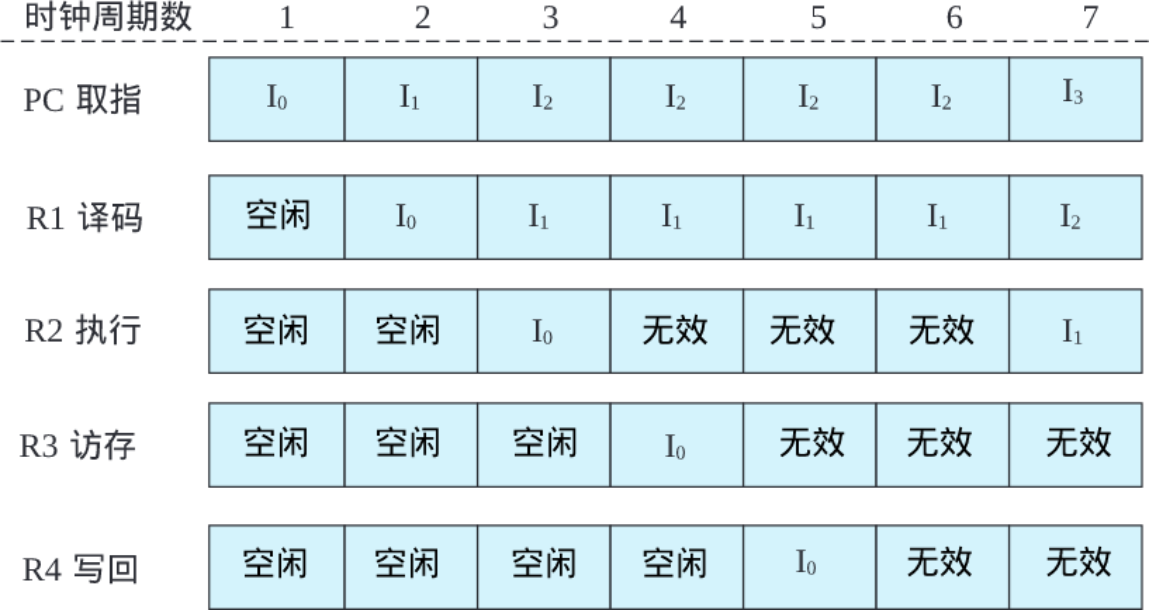 时钟周期数 1 2 3 4 5 6 7
PC 取指 I₀ I₁ I₂ I₂ I₂ I₂ I₃
R1 译码 空闲 I₀ I₁ I₁ I₁ I₁ I₂
R2 执行 空闲 空闲 I₀ 无效 无效 无效 I₁
R3 访存 空闲 空闲 空闲 I₀ 无效 无效 无效
R4 写回 空闲 空闲 空闲 空闲 I₀ 无效 无效